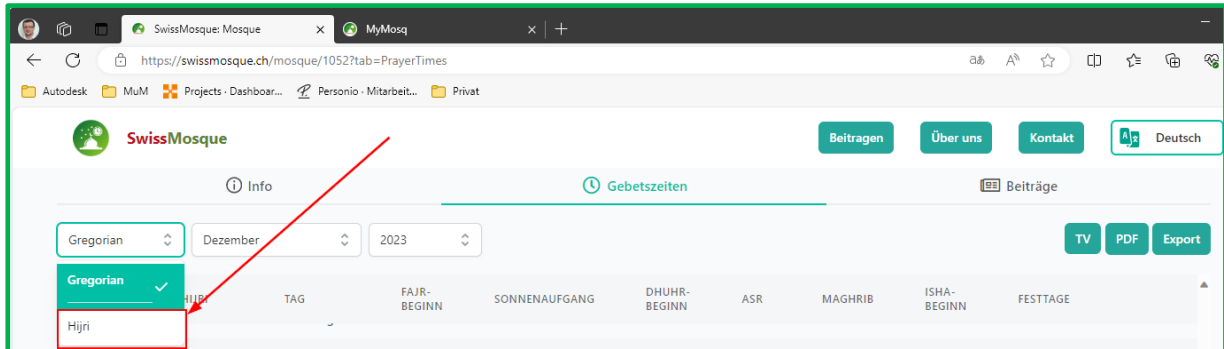 SwissMosque: Mosque
MyMosq
https://swissmosque.ch/mosque/1052?tab=PrayerTimes
Autodesk MuM Projects - Dashboar... Personio - Mitarbeit... Privat
SwissMosque
Beitragen Über uns Kontakt Deutsch
Info Gebetszeiten Beiträge
Gregorian Dezember 2023 TV PDF Export
Gregorian
HIJRI TAG FAJR-BEGINN SONNENAUFGANG DHUHR-BEGINN ASR MAGHRIB ISHA-BEGINN FESTTAGE
Hijri